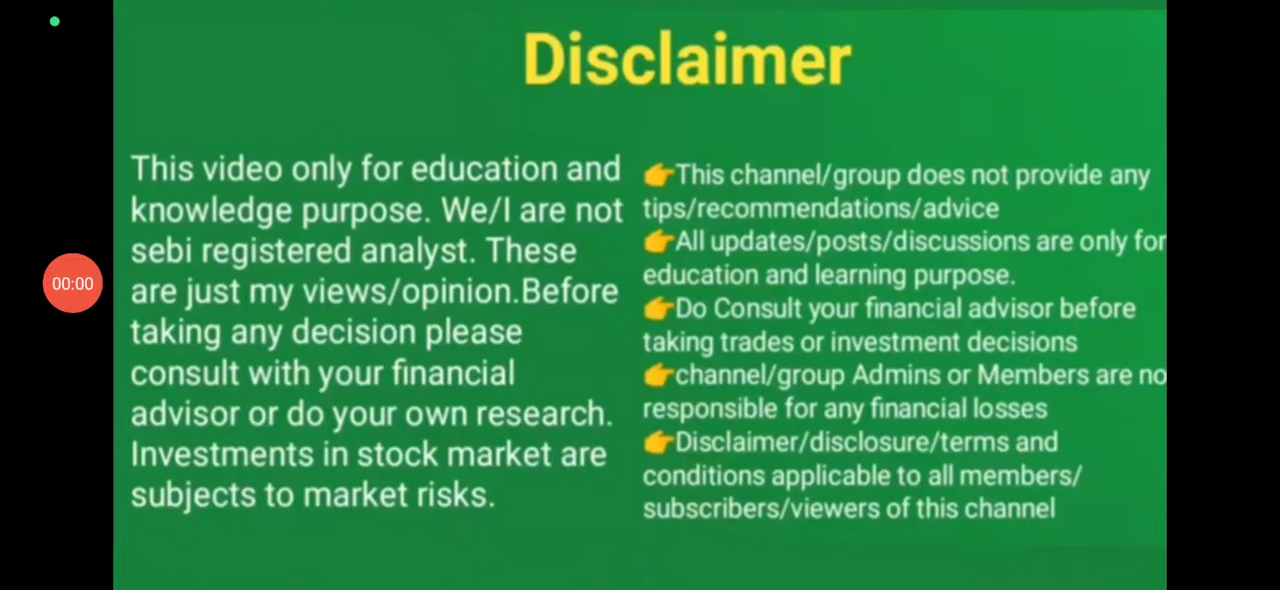 Disclaimer
This video only for education and
knowledge purpose. We/I are not
sebi registered analyst. These
are just my views/opinion.Before
taking any decision please
consult with your financial
advisor or do your own research.
Investments in stock market are
subjects to market risks.
👉This channel/group does not provide any
tips/recommendations/advice
👉All updates/posts/discussions are only for
education and learning purpose.
👉Do Consult your financial advisor before
taking trades or investment decisions
👉channel/group Admins or Members are no
responsible for any financial losses
👉Disclaimer/disclosure/terms and
conditions applicable to all members/
subscribers/viewers of this channel
00:00